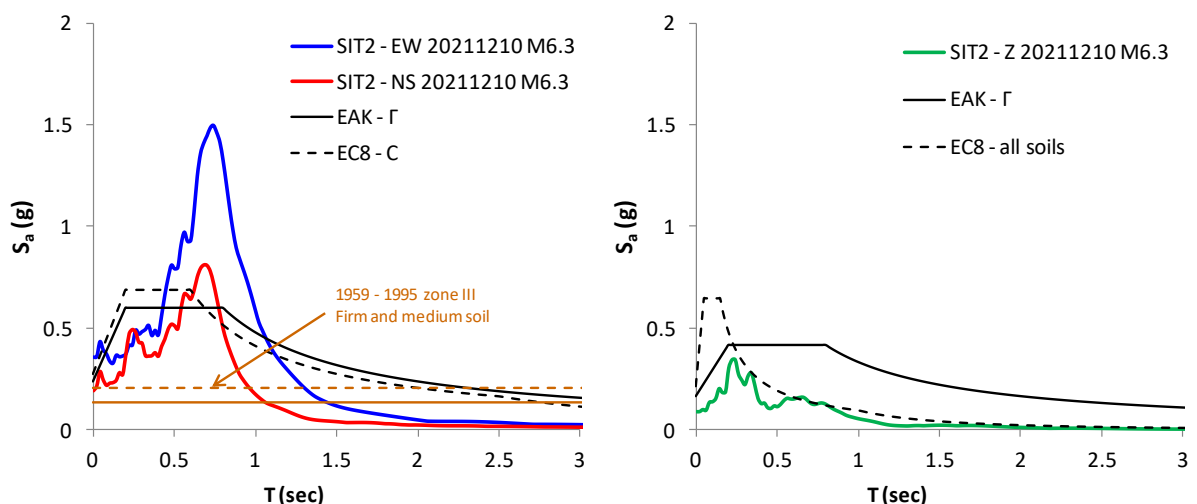 2
1.5
1
0.5
0
S_a (g)
0 0.5 1 1.5 2 2.5 3
T (sec)
SIT2 - EW 20211210 M6.3
SIT2 - NS 20211210 M6.3
EAK - Γ
EC8 - C
1959 - 1995 zone III
Firm and medium soil
2
1.5
1
0.5
0
S_a (g)
0 0.5 1 1.5 2 2.5 3
T (sec)
SIT2 - Z 20211210 M6.3
EAK - Γ
EC8 - all soils